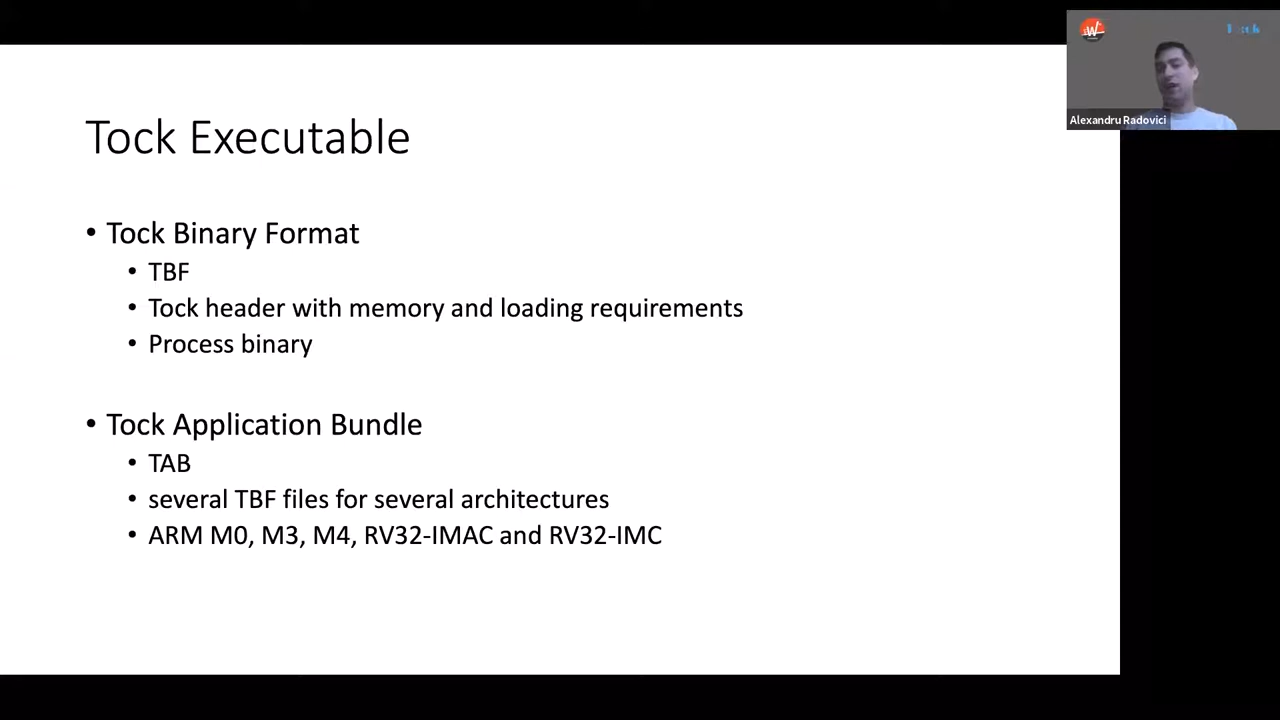 Tock Executable
• Tock Binary Format
• TBF
• Tock header with memory and loading requirements
• Process binary
• Tock Application Bundle
• TAB
• several TBF files for several architectures
• ARM M0, M3, M4, RV32-IMAC and RV32-IMC
W
Alexandru Radovici